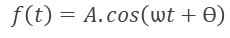 f(t) = A.cos(ωt + Θ)